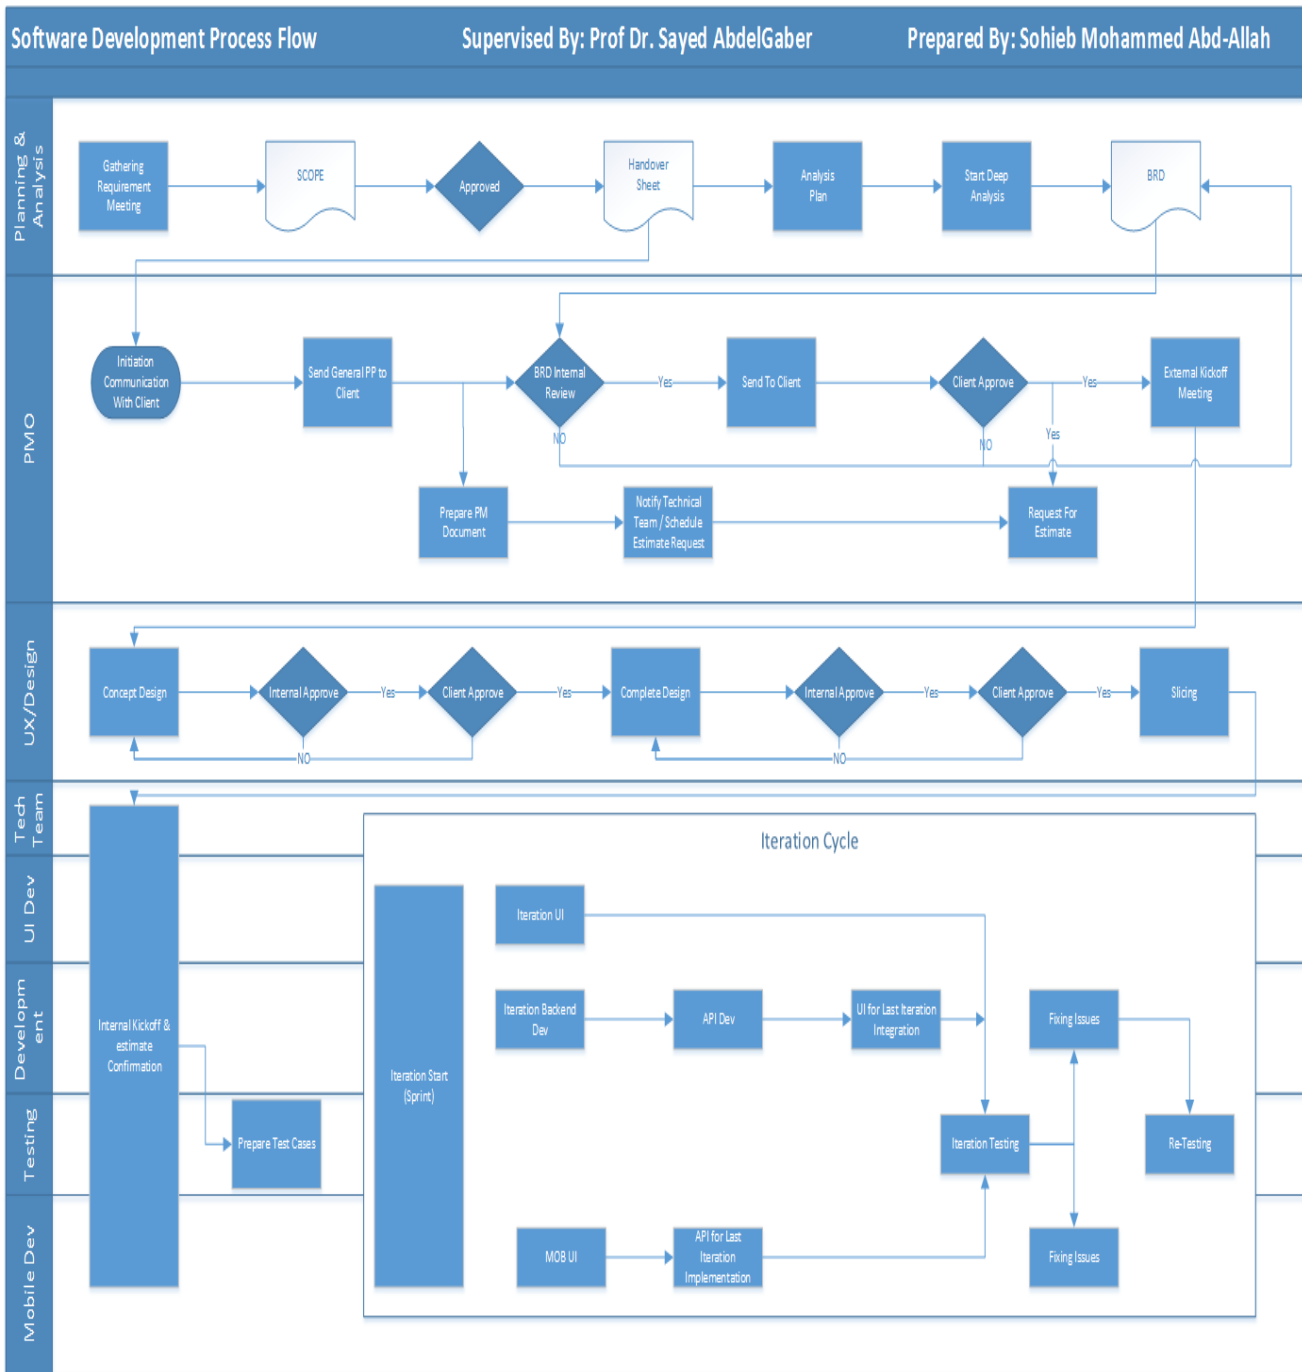 Software Development Process Flow
Supervised By: Prof Dr. Sayed AbdelGaber
Prepared By: Sohieb Mohammed Abd-Allah
Planning &
Analysis
Gathering
Requirement
Meeting
SCOPE
Approved
Handover
Sheet
Analysis
Plan
Start Deep
Analysis
BRD
PMO
Initiation
Communication
With Client
Send General PP to
Client
BRD Internal
Review
Yes
Send To Client
Client Approve
Yes
External Kickoff
Meeting
NO
NO
Yes
Prepare PM
Document
Notify Technical
Team / Schedule
Estimate Request
Request For
Estimate
UX/Design
Concept Design
Internal Approve
Yes
Client Approve
Yes
Complete Design
Internal Approve
Yes
Client Approve
Yes
Slicing
NO
NO
Tech
Team
UI Dev
Developm
ent
Testing
Mobile Dev
Internal Kickoff &
estimate
Confirmation
Prepare Test Cases
Iteration Cycle
Iteration Start
(Sprint)
Iteration UI
Iteration Backend
Dev
API Dev
UI for Last Iteration
Integration
Fixing Issues
Iteration Testing
Re-Testing
MOB UI
API for Last
Iteration
Implementation
Fixing Issues